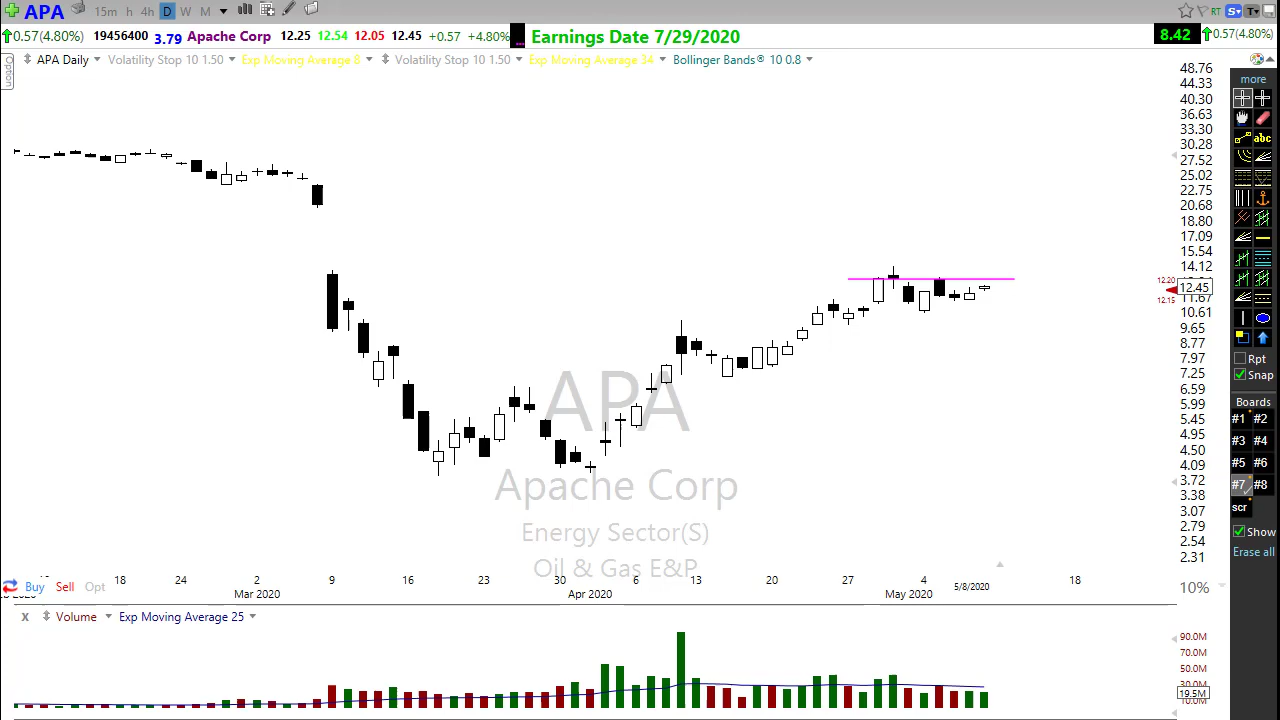 APA 15m h 4h D W M RT S T
0.57(4.80%) 19456400 3.79 Apache Corp 12.25 12.54 12.05 12.45 +0.57 +4.80% Earnings Date 7/29/2020 8.42 0.57(4.80%)
Option
APA Daily Volatility Stop 10 1.50 Exp Moving Average 8 Volatility Stop 10 1.50 Exp Moving Average 34 Bollinger Bands® 10 0.8
48.76
44.33
40.30
36.63
33.30
30.28
27.52
25.02
22.75
20.68
18.80
17.09
15.54
14.12
12.20
12.45
12.15
11.67
10.61
9.65
8.77
7.97
7.25
6.59
5.99
5.45
4.95
4.50
4.09
3.72
3.38
3.07
2.79
2.54
2.31
more
abc
Rpt
Snap
Boards
#1 #2
#3 #4
#5 #6
#7 #8
scr
Show
Erase all
APA
Apache Corp
Energy Sector(S)
Oil & Gas E&P
Buy Sell Opt
18 24 2 9 16 23 30 6 13 20 27 4 5/8/2020 18
Mar 2020 Apr 2020 May 2020
10%
X Volume Exp Moving Average 25
90.0M
70.0M
50.0M
19.5M
10.0M